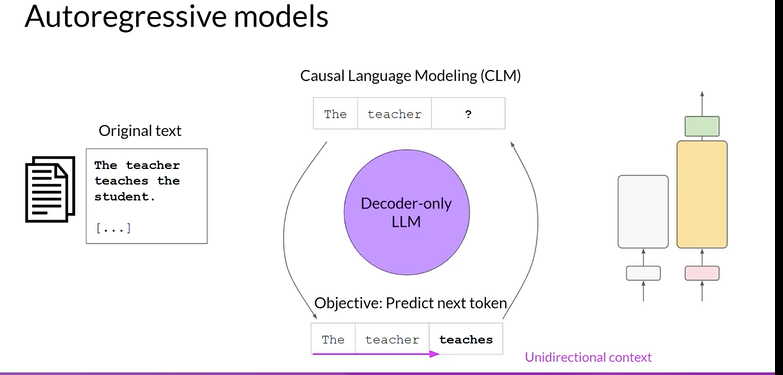 Autoregressive models
Causal Language Modeling (CLM)
The teacher ?
Original text
The teacher
teaches the
student.
[...]
Decoder-only
LLM
Objective: Predict next token
The teacher teaches
Unidirectional context